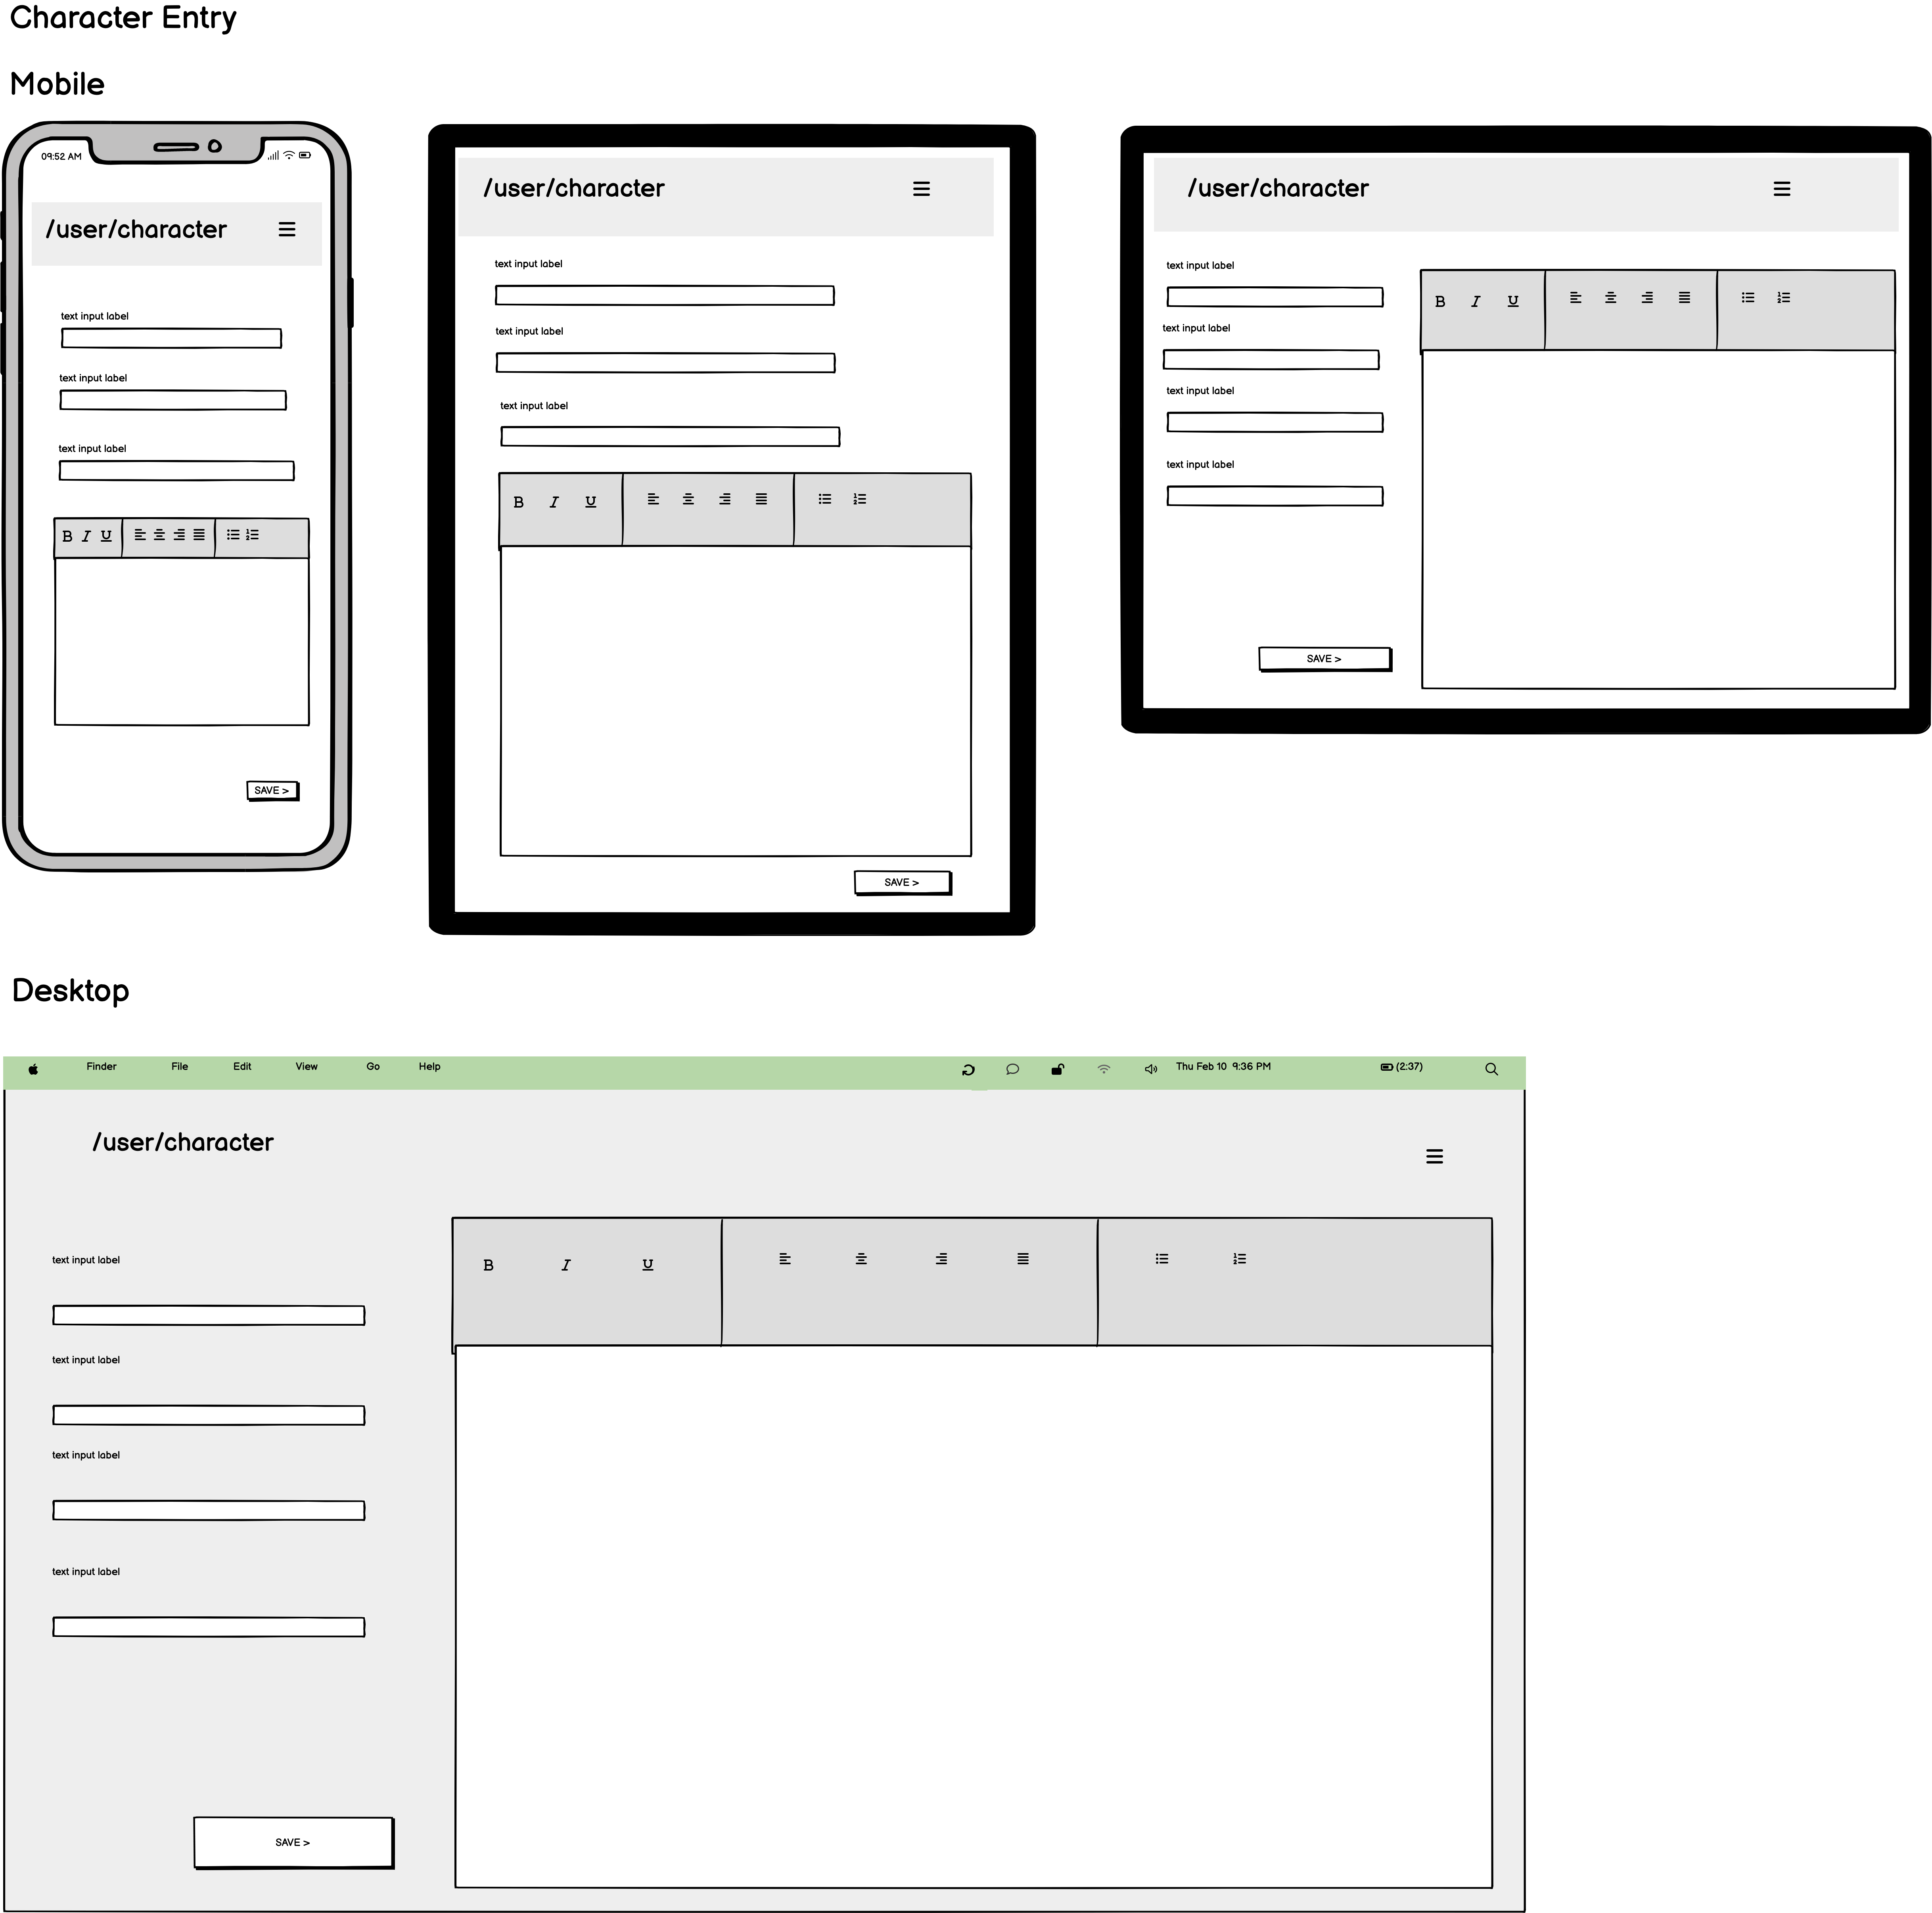 Character Entry
Mobile
09:52 AM
/user/character
text input label
text input label
text input label
B I U
SAVE >
/user/character
text input label
text input label
text input label
B I U
SAVE >
/user/character
text input label
text input label
text input label
text input label
B I U
SAVE >
Desktop
Finder File Edit View Go Help Thu Feb 10 9:36 PM (2:37)
/user/character
text input label
text input label
text input label
text input label
B I U
SAVE >